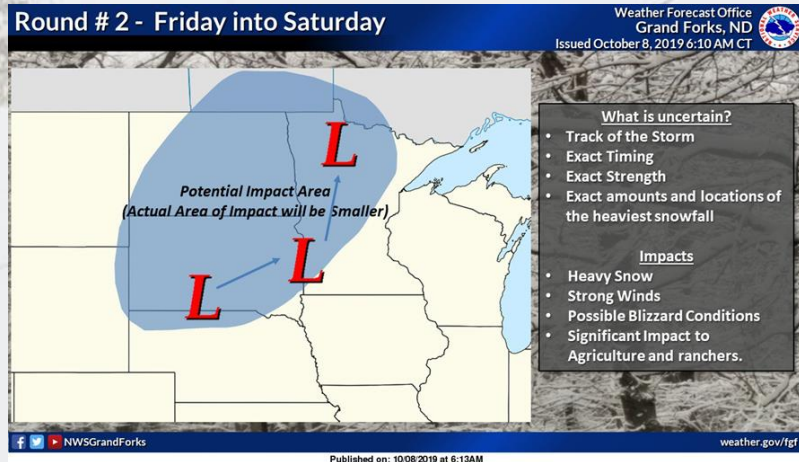 Round # 2 - Friday into Saturday
Weather Forecast Office
Grand Forks, ND
Issued October 8, 2019 6:10 AM CT
L
Potential Impact Area
(Actual Area of Impact will be Smaller)
L
L
What is uncertain?
• Track of the Storm
• Exact Timing
• Exact Strength
• Exact amounts and locations of
the heaviest snowfall
Impacts
• Heavy Snow
• Strong Winds
• Possible Blizzard Conditions
• Significant Impact to
Agriculture and ranchers.
NWSGrandForks
weather.gov/fgf
Published on: 10/08/2019 at 6:13AM